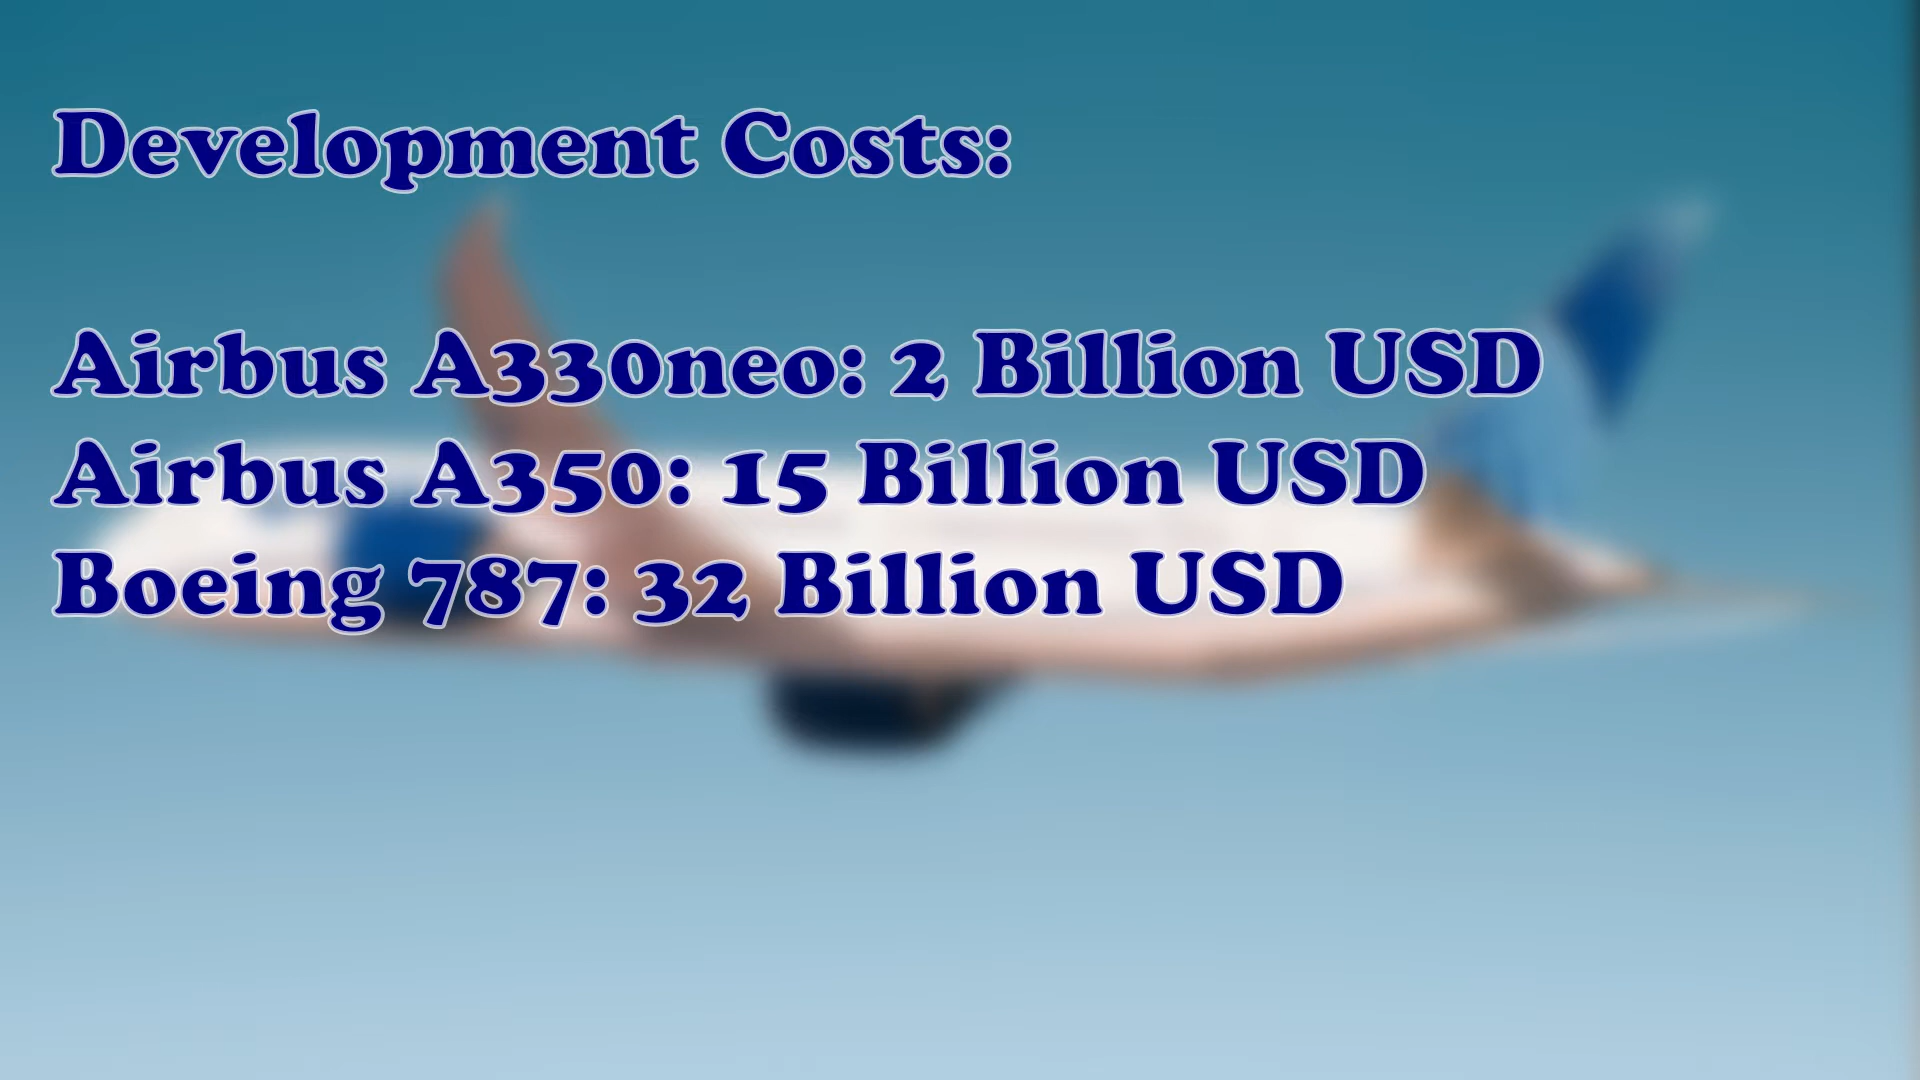 Development Costs:
Airbus A330neo: 2 Billion USD
Airbus A350: 15 Billion USD
Boeing 787: 32 Billion USD